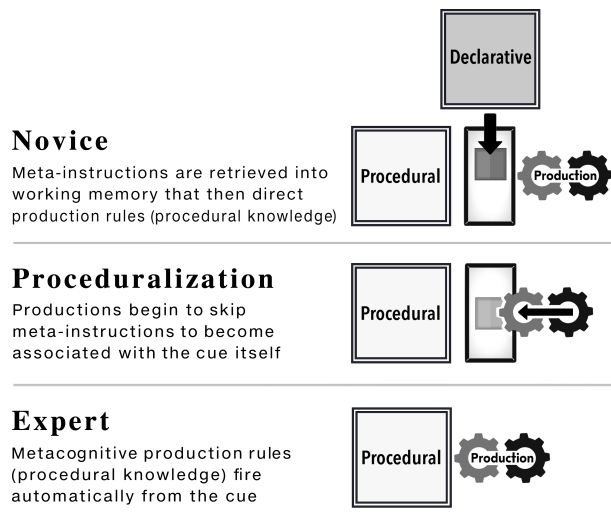 Declarative
Novice
Meta-instructions are retrieved into
working memory that then direct
production rules (procedural knowledge)
Procedural
Production
Proceduralization
Productions begin to skip
meta-instructions to become
associated with the cue itself
Procedural
Expert
Metacognitive production rules
(procedural knowledge) fire
automatically from the cue
Procedural
Production